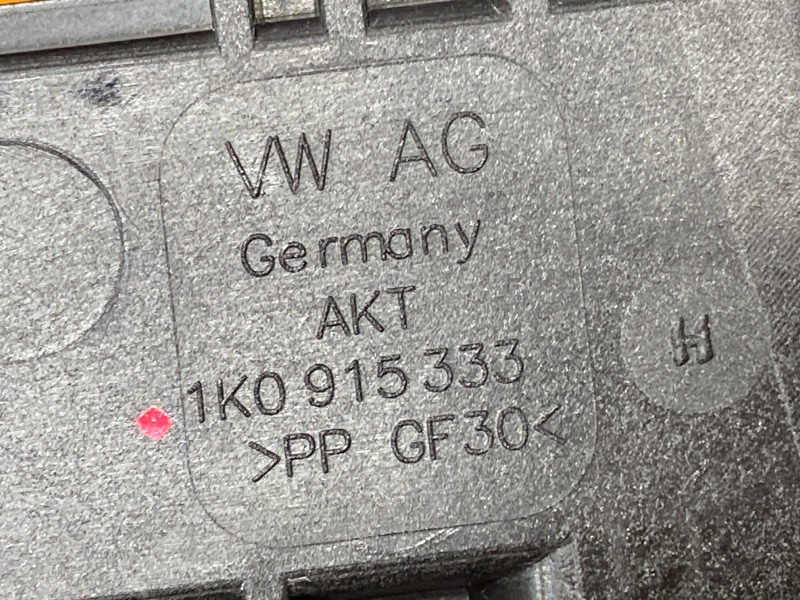 VW AG
Germany
AKT
1K0 915 333
>PP GF30<
H